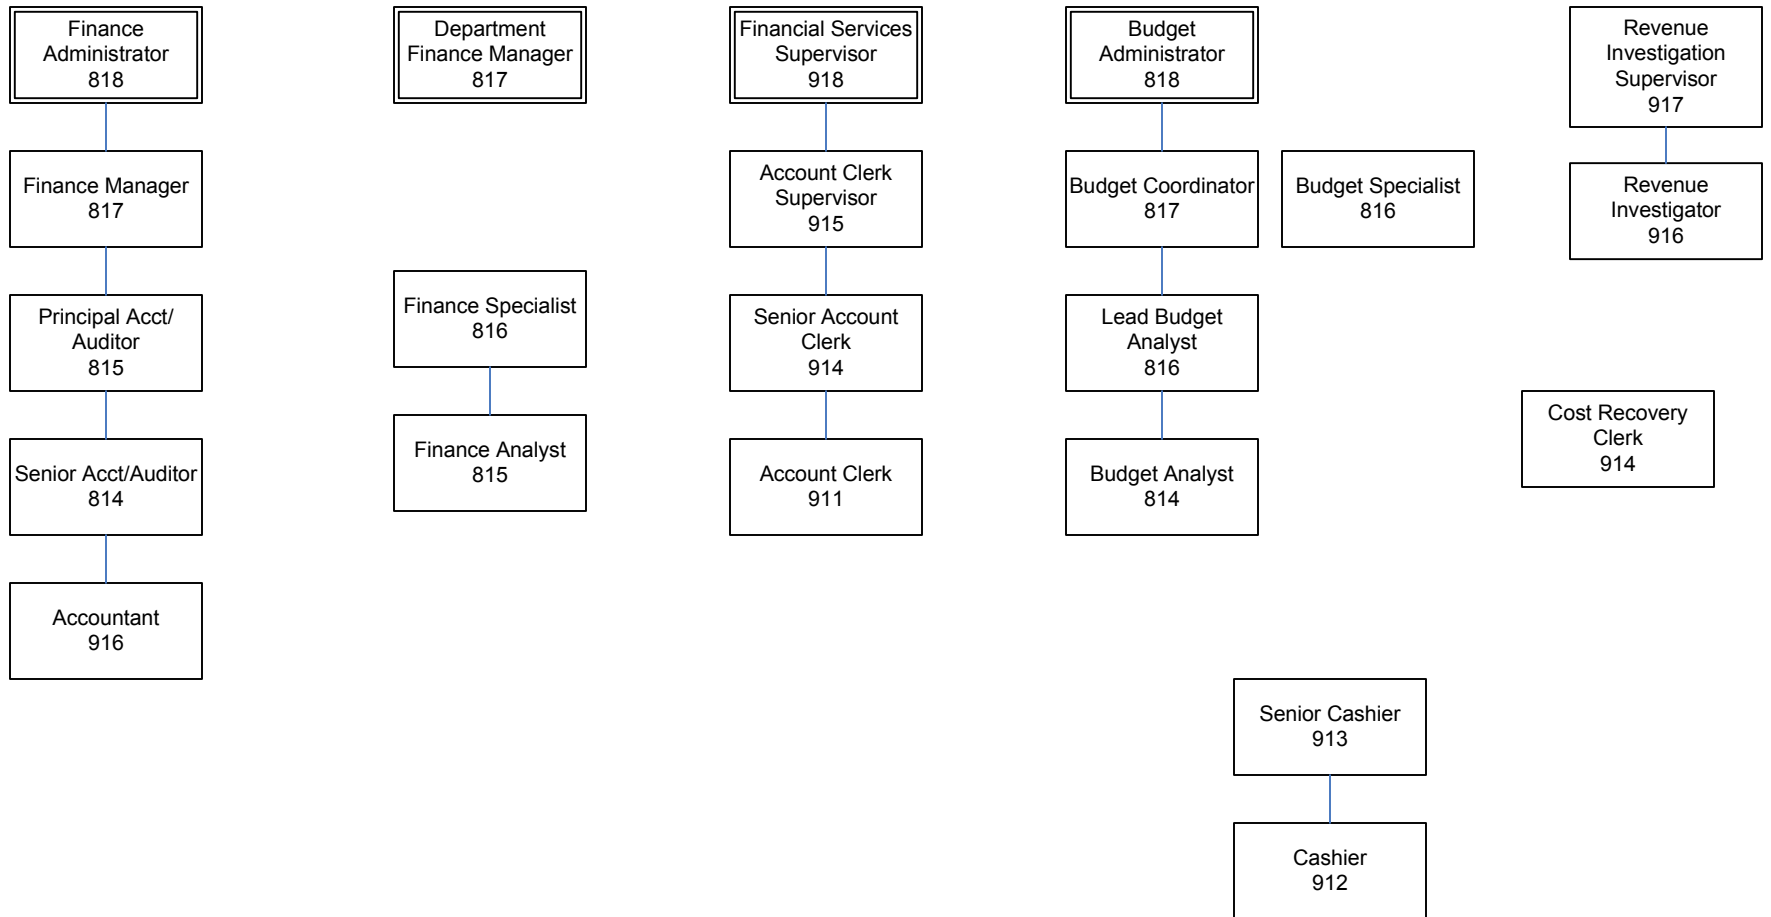 Finance
Administrator
818
Department
Finance Manager
817
Financial Services
Supervisor
918
Budget
Administrator
818
Revenue
Investigation
Supervisor
917
Finance Manager
817
Account Clerk
Supervisor
915
Budget Coordinator
817
Budget Specialist
816
Revenue
Investigator
916
Principal Acct/
Auditor
815
Finance Specialist
816
Senior Account
Clerk
914
Lead Budget
Analyst
816
Cost Recovery
Clerk
914
Senior Acct/Auditor
814
Finance Analyst
815
Account Clerk
911
Budget Analyst
814
Accountant
916
Senior Cashier
913
Cashier
912